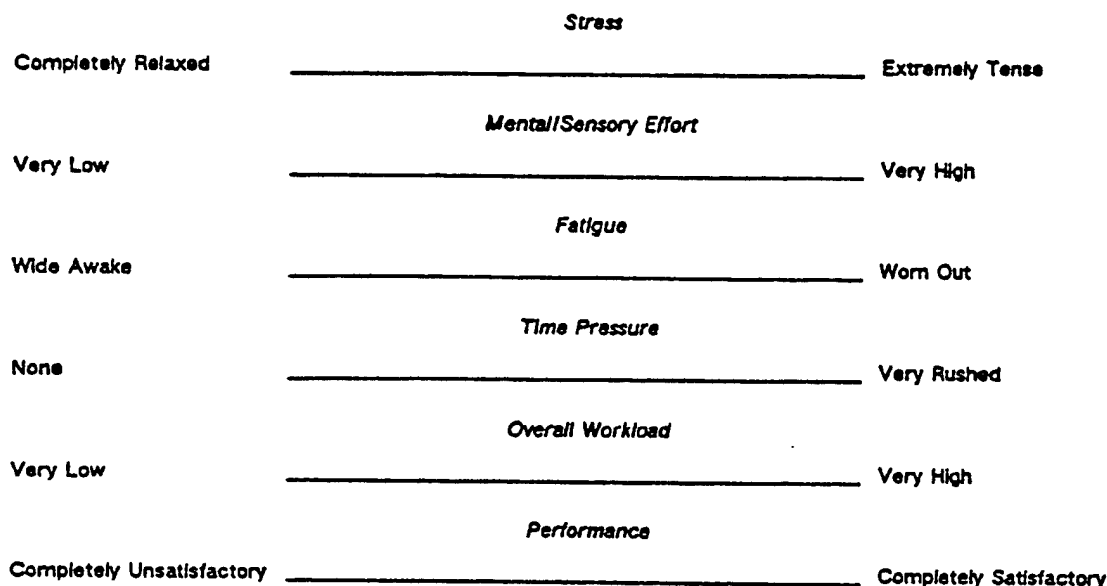 Stress
Completely Relaxed Extremely Tense
Mental/Sensory Effort
Very Low Very High
Fatigue
Wide Awake Worn Out
Time Pressure
None Very Rushed
Overall Workload
Very Low Very High
Performance
Completely Unsatisfactory Completely Satisfactory